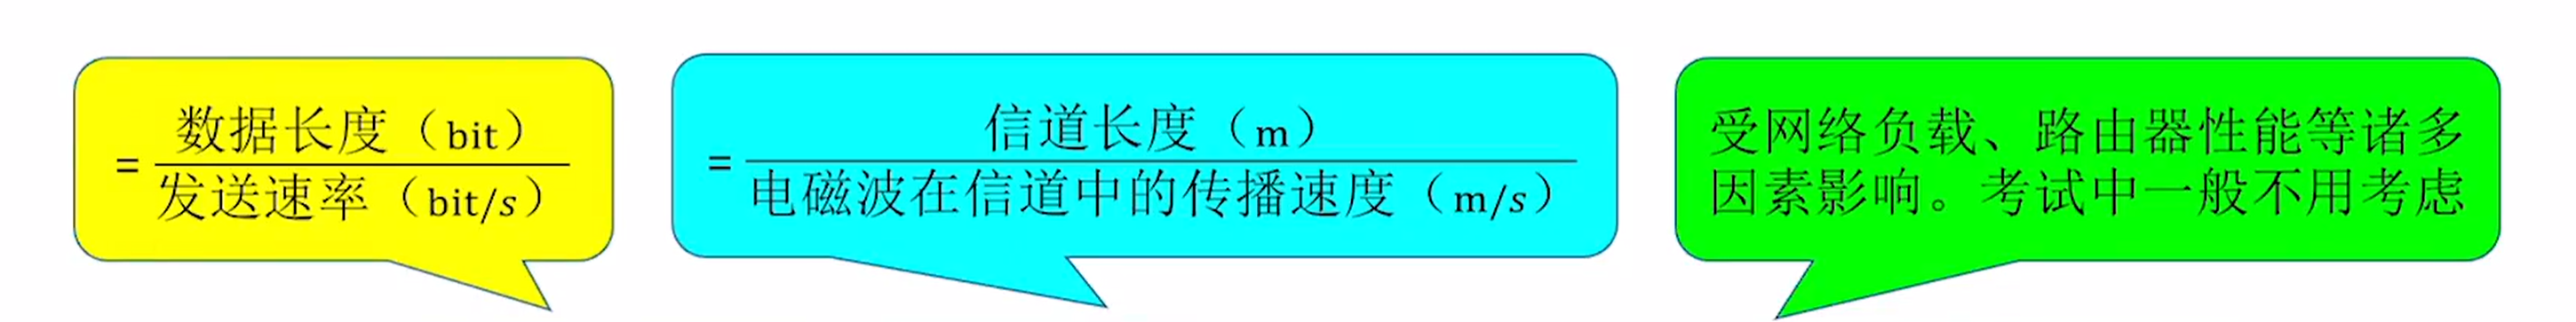 = 数据长度（bit）
发送速率（bit/s）
= 信道长度（m）
电磁波在信道中的传播速度（m/s）
受网络负载、路由器性能等诸多
因素影响。考试中一般不用考虑